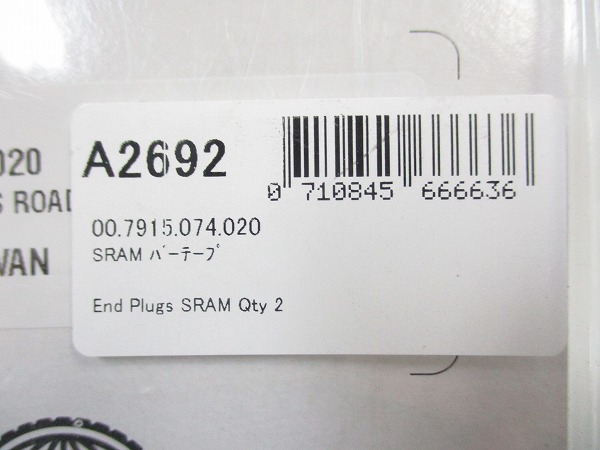 A2692
0 710845 666636
00.7915.074.020
SRAM ﾊﾞｰﾃｰﾌﾟ
End Plugs SRAM Qty 2
020
S ROAD
WAN